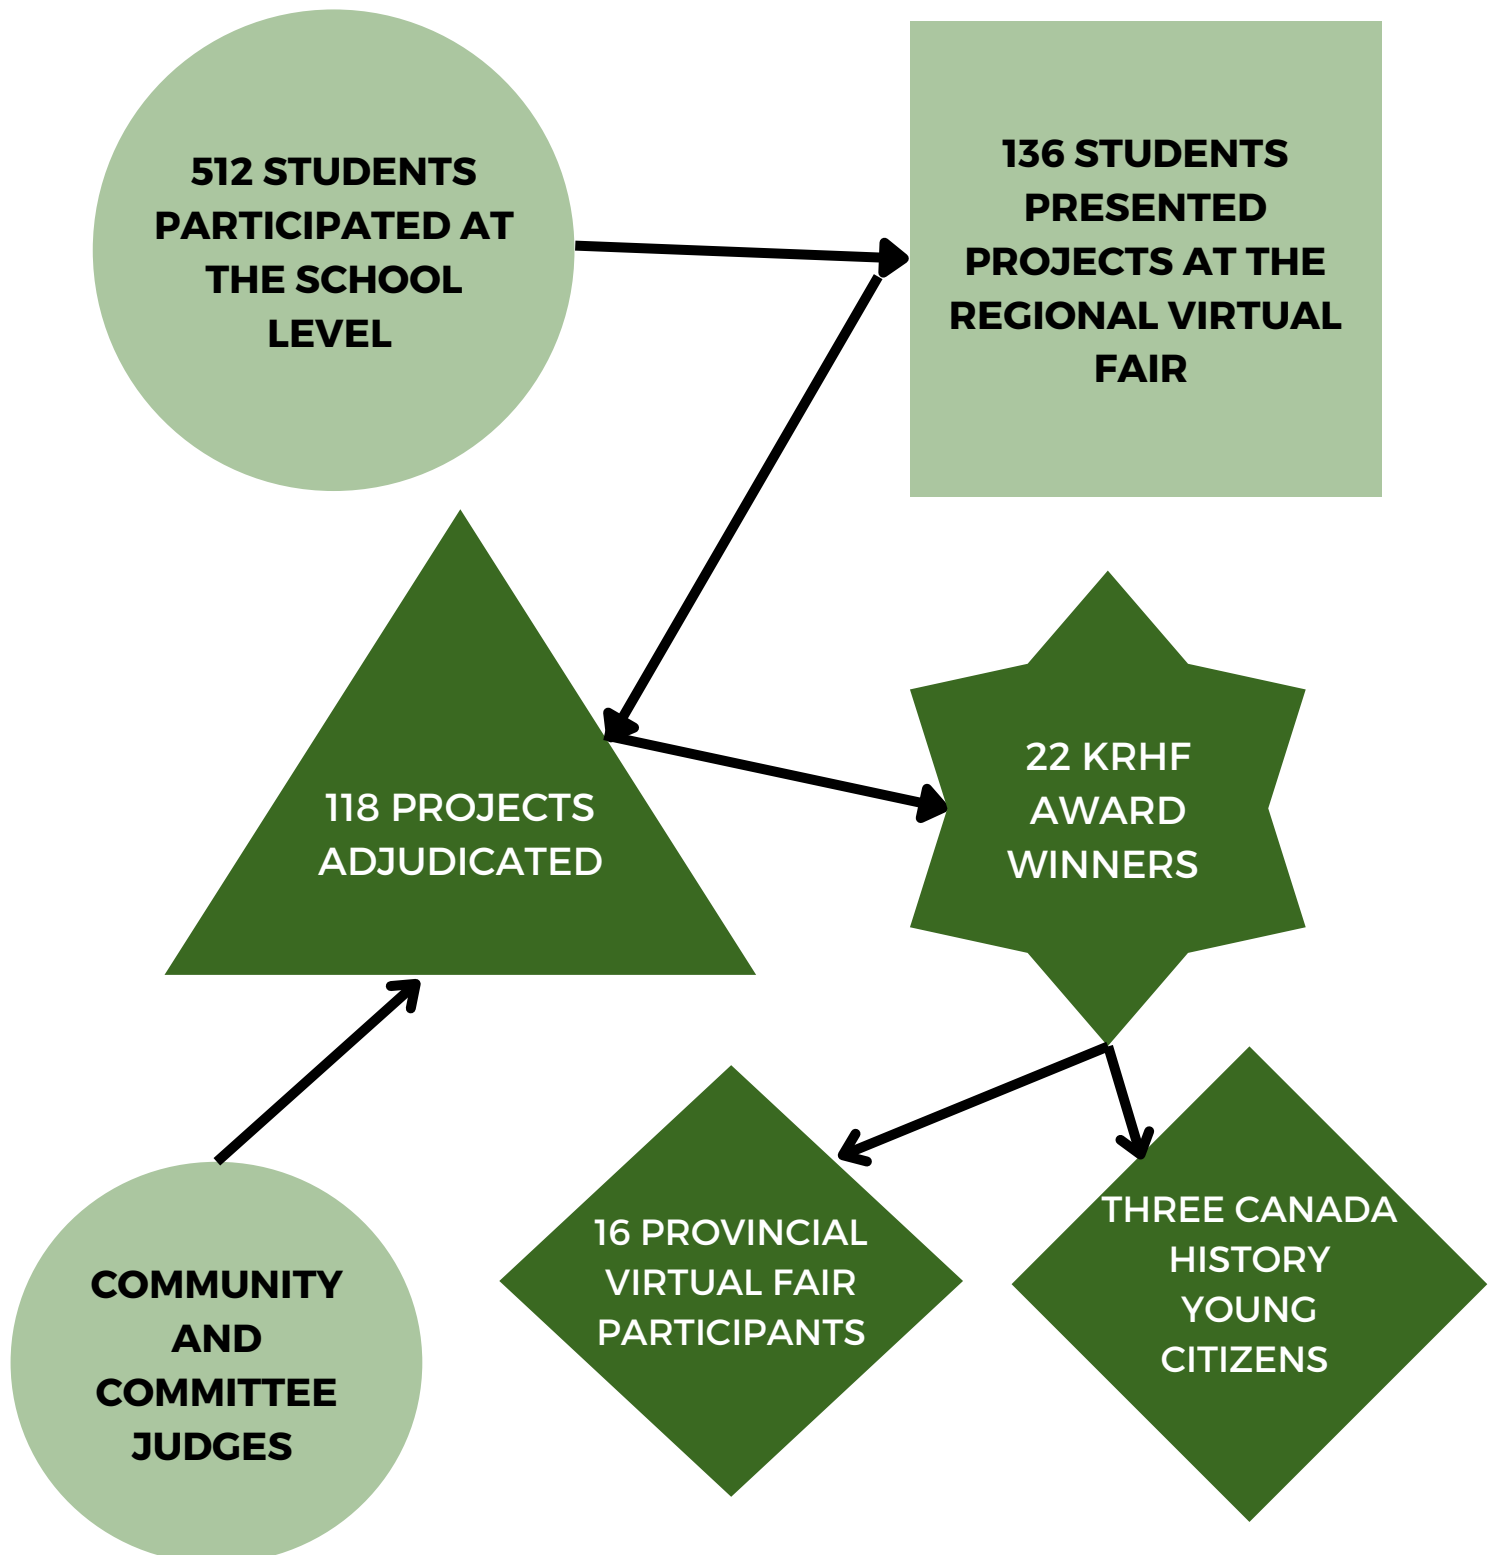 512 STUDENTS
PARTICIPATED AT
THE SCHOOL
LEVEL
136 STUDENTS
PRESENTED
PROJECTS AT THE
REGIONAL VIRTUAL
FAIR
118 PROJECTS
ADJUDICATED
22 KRHF
AWARD
WINNERS
COMMUNITY
AND
COMMITTEE
JUDGES
16 PROVINCIAL
VIRTUAL FAIR
PARTICIPANTS
THREE CANADA
HISTORY
YOUNG
CITIZENS